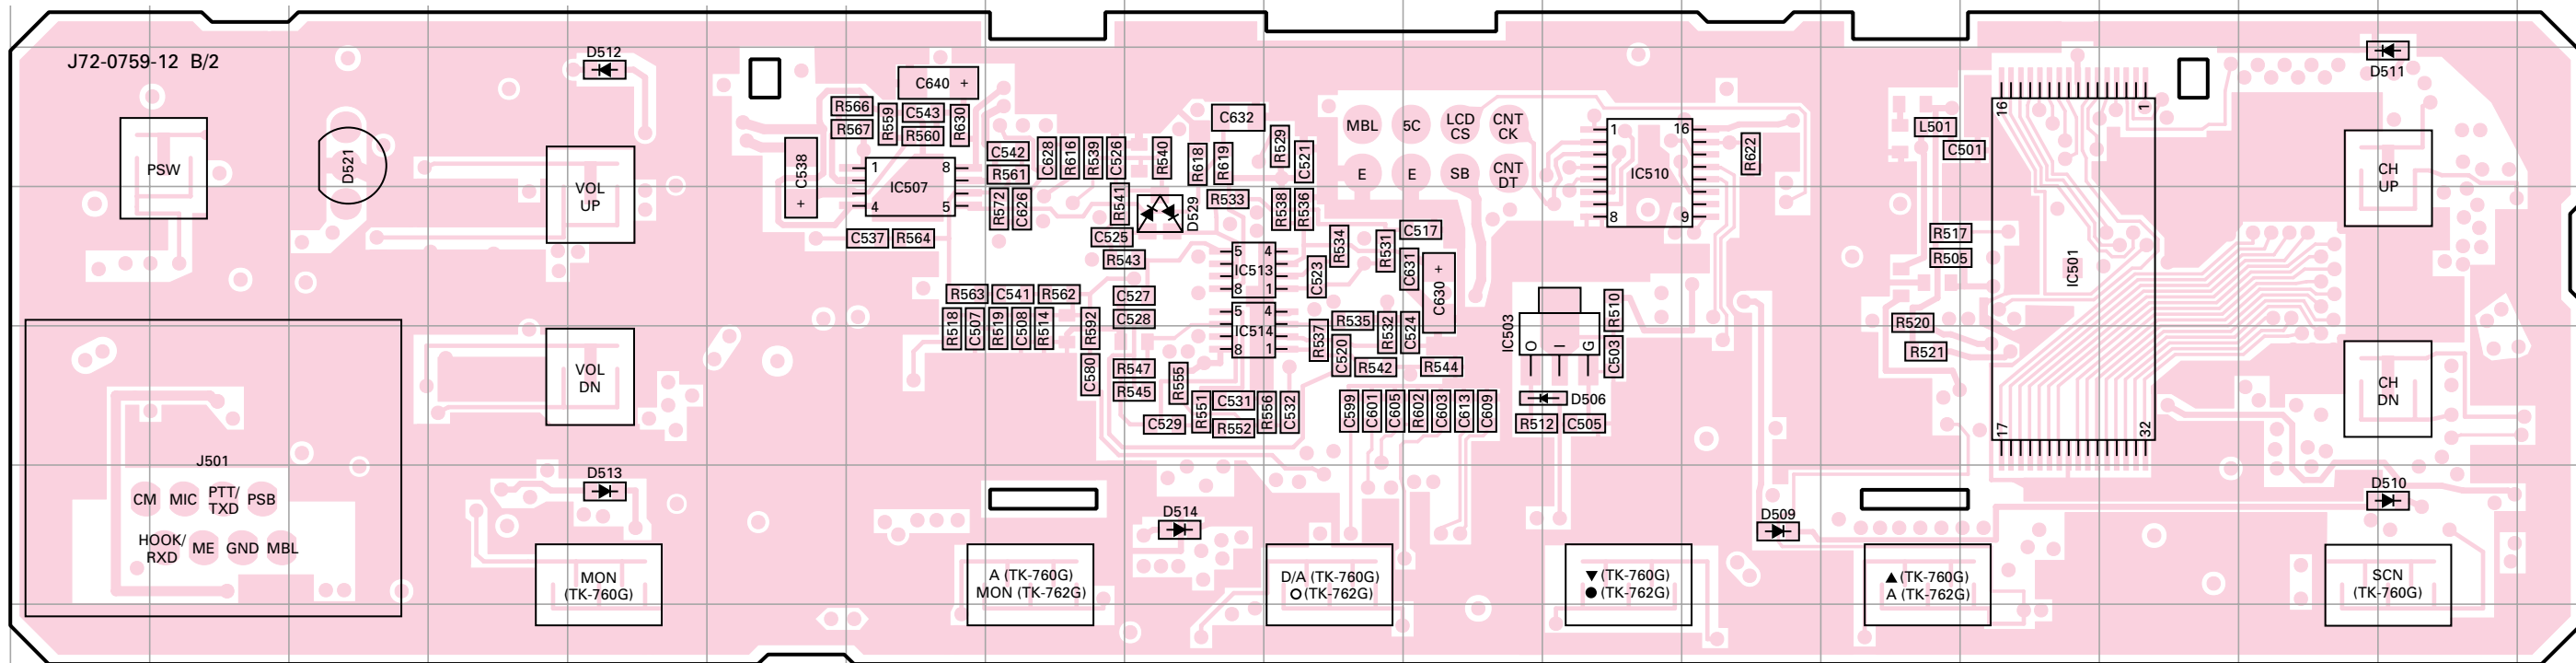 J72-0759-12 B/2
D512
D511
C640 +
R566
R567
R559
C543
R560
R630
C632
MBL
5C
LCD
CS
CNT
CK
E
E
SB
CNT
DT
1
16
IC510
8
9
R622
L501
C501
16
1
IC501
17
32
PSW
D521
VOL
UP
C538
+
1
8
IC507
4
5
C542
R561
C628
R616
R539
C526
R540
R618
R619
R529
C521
R572
C626
R541
D529
R533
R538
R536
C537
R564
C525
R543
5
4
IC513
8
1
C523
R534
R531
C517
C631
C630 +
R517
R505
CH
UP
R563
C541
R562
C527
C528
R518
C507
R519
C508
R514
R592
5
4
IC514
8
1
R537
R535
R532
C524
C520
R542
R544
IC503
O
I
G
R510
C503
D506
R512
C505
R520
R521
VOL
DN
C580
R547
R545
R555
C529
R551
C531
R552
R556
C532
C599
C601
C605
R602
C603
C613
C609
CH
DN
J501
CM
MIC
PTT/
TXD
PSB
HOOK/
RXD
ME
GND
MBL
D513
D514
D509
D510
MON
(TK-760G)
A (TK-760G)
MON (TK-762G)
D/A (TK-760G)
○(TK-762G)
▼(TK-760G)
●(TK-762G)
▲(TK-760G)
A (TK-762G)
SCN
(TK-760G)